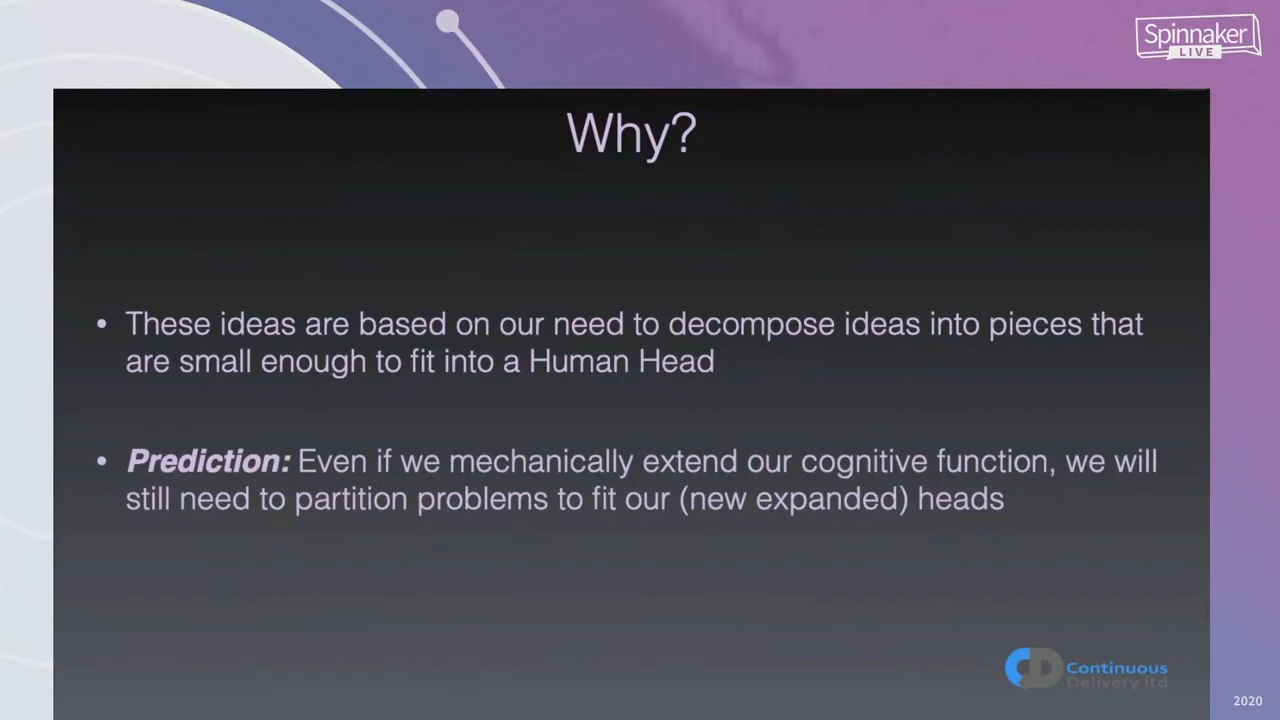 Spinnaker
LIVE
Why?
• These ideas are based on our need to decompose ideas into pieces that
are small enough to fit into a Human Head
• Prediction: Even if we mechanically extend our cognitive function, we will
still need to partition problems to fit our (new expanded) heads
CD Continuous
Delivery ltd
2020